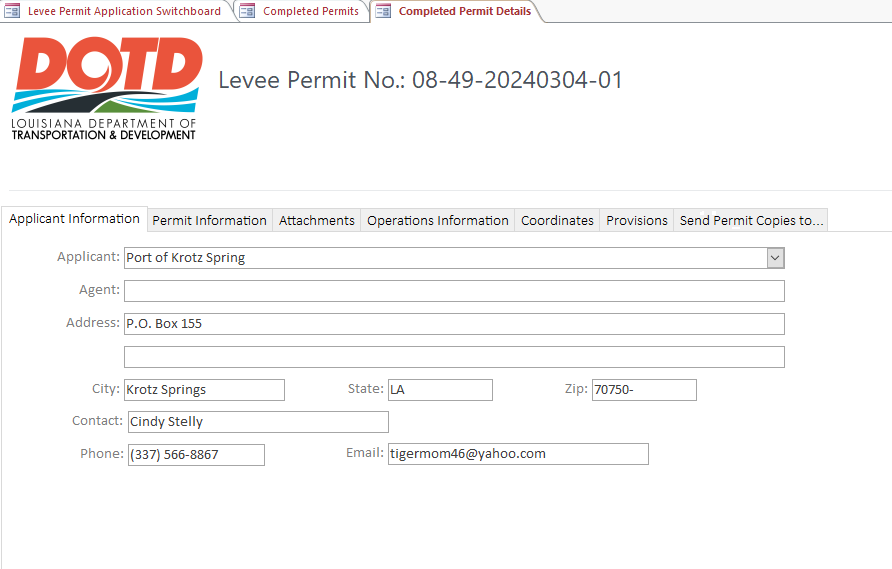 Levee Permit Application Switchboard Completed Permits Completed Permit Details
DOTD
LOUISIANA DEPARTMENT OF
TRANSPORTATION & DEVELOPMENT
Levee Permit No.: 08-49-20240304-01
Applicant Information Permit Information Attachments Operations Information Coordinates Provisions Send Permit Copies to...
Applicant: Port of Krotz Spring
Agent:
Address: P.O. Box 155
City: Krotz Springs State: LA Zip: 70750-
Contact: Cindy Stelly
Phone: (337) 566-8867 Email: tigermom46@yahoo.com